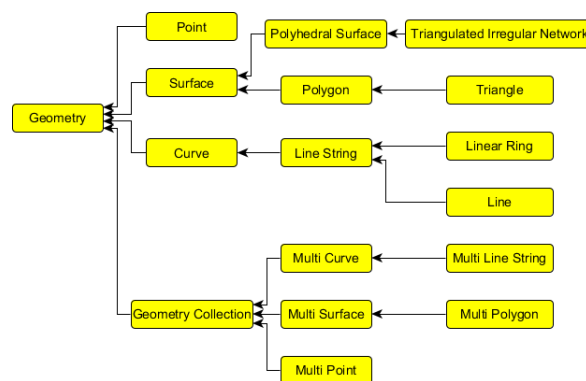 Point
Polyhedral Surface
Triangulated Irregular Network
Surface
Polygon
Triangle
Geometry
Curve
Line String
Linear Ring
Line
Multi Curve
Multi Line String
Geometry Collection
Multi Surface
Multi Polygon
Multi Point